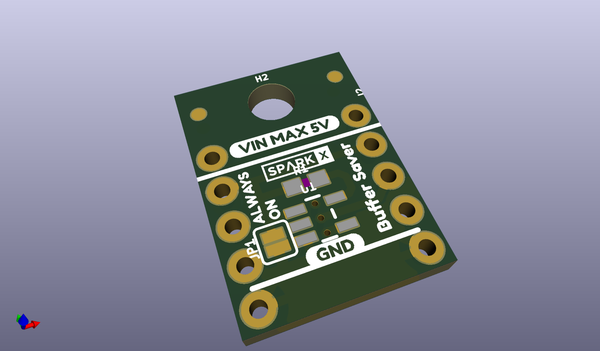 H2
VIN MAX 5V
SPARK X
R1
U1
ALWAYS
ON
JP1
Buffer Saver
GND